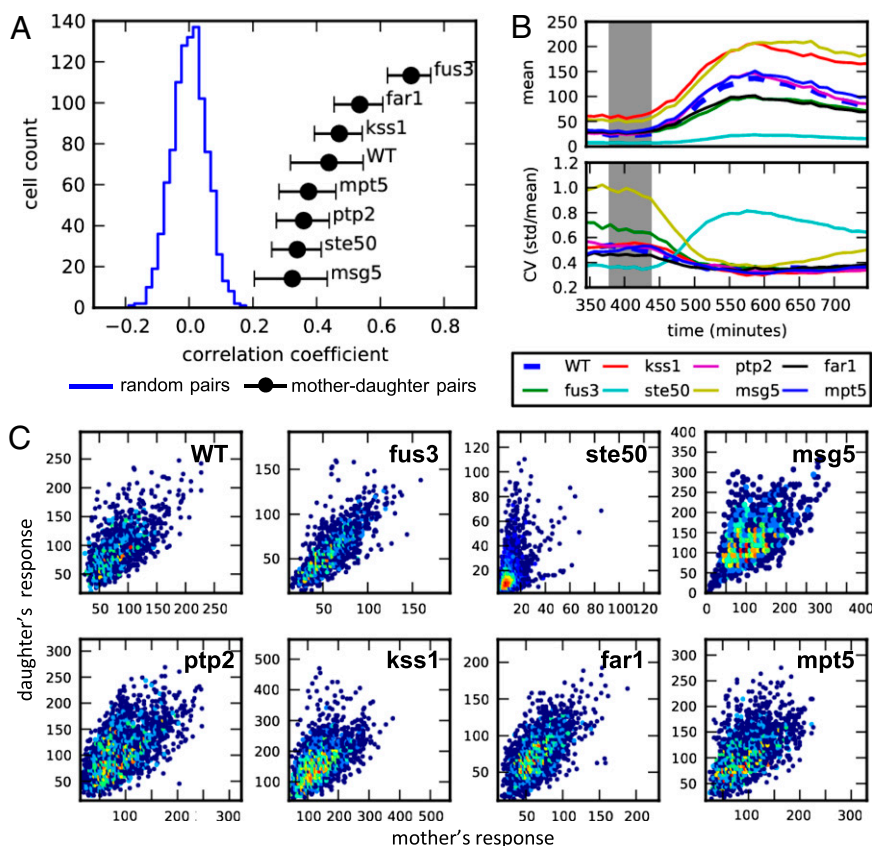 A
cell count
140
120
100
80
60
40
20
0
fus3
far1
kss1
WT
mpt5
ptp2
ste50
msg5
−0.2 0.0 0.2 0.4 0.6 0.8
correlation coefficient
random pairs mother-daughter pairs
B
mean
250
200
150
100
50
0
CV (std/mean)
1.2
1.0
0.8
0.6
0.4
0.2
350 400 450 500 550 600 650 700
time (minutes)
WT kss1 ptp2 far1
fus3 ste50 msg5 mpt5
C
daughter's response
WT
250
200
150
100
50
50 100 150 200 250
fus3
150
100
50
50 100 150
ste50
120
100
80
60
40
20
20 40 60 80 100 120
msg5
400
350
300
250
200
150
100
50
0
0 100 200 300 400
ptp2
300
250
200
150
100
50
100 200 300
kss1
500
400
300
200
100
100 200 300 400 500
far1
200
150
100
50
50 100 150 200
mpt5
300
250
200
150
100
50
100 200 300
mother's response